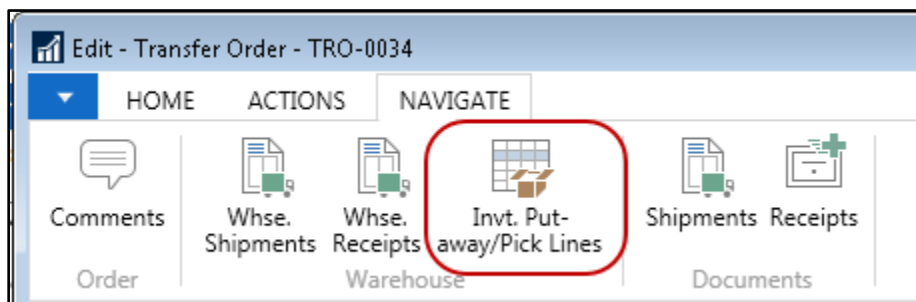 Edit - Transfer Order - TRO-0034
HOME ACTIONS NAVIGATE
Comments Whse. Whse. Invt. Put- Shipments Receipts
Shipments Receipts away/Pick Lines
Order Warehouse Documents